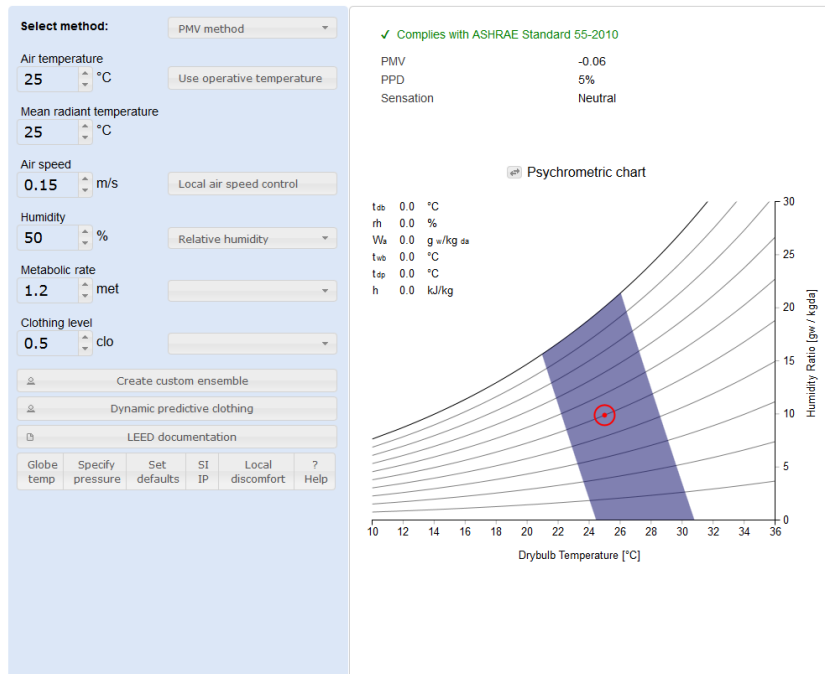 Select method:
PMV method
Air temperature
25 °C
Use operative temperature
Mean radiant temperature
25 °C
Air speed
0.15 m/s
Local air speed control
Humidity
50 %
Relative humidity
Metabolic rate
1.2 met
Clothing level
0.5 clo
Create custom ensemble
Dynamic predictive clothing
LEED documentation
Globe temp
Specify pressure
Set defaults
SI IP
Local discomfort
? Help
✓ Complies with ASHRAE Standard 55-2010
PMV -0.06
PPD 5%
Sensation Neutral
Psychrometric chart
tdb 0.0 °C
rh 0.0 %
Wa 0.0 g w/kg da
twb 0.0 °C
tdp 0.0 °C
h 0.0 kJ/kg
30
25
20
15
10
5
0
Humidity Ratio [gw / kgda]
10 12 14 16 18 20 22 24 26 28 30 32 34 36
Drybulb Temperature [°C]